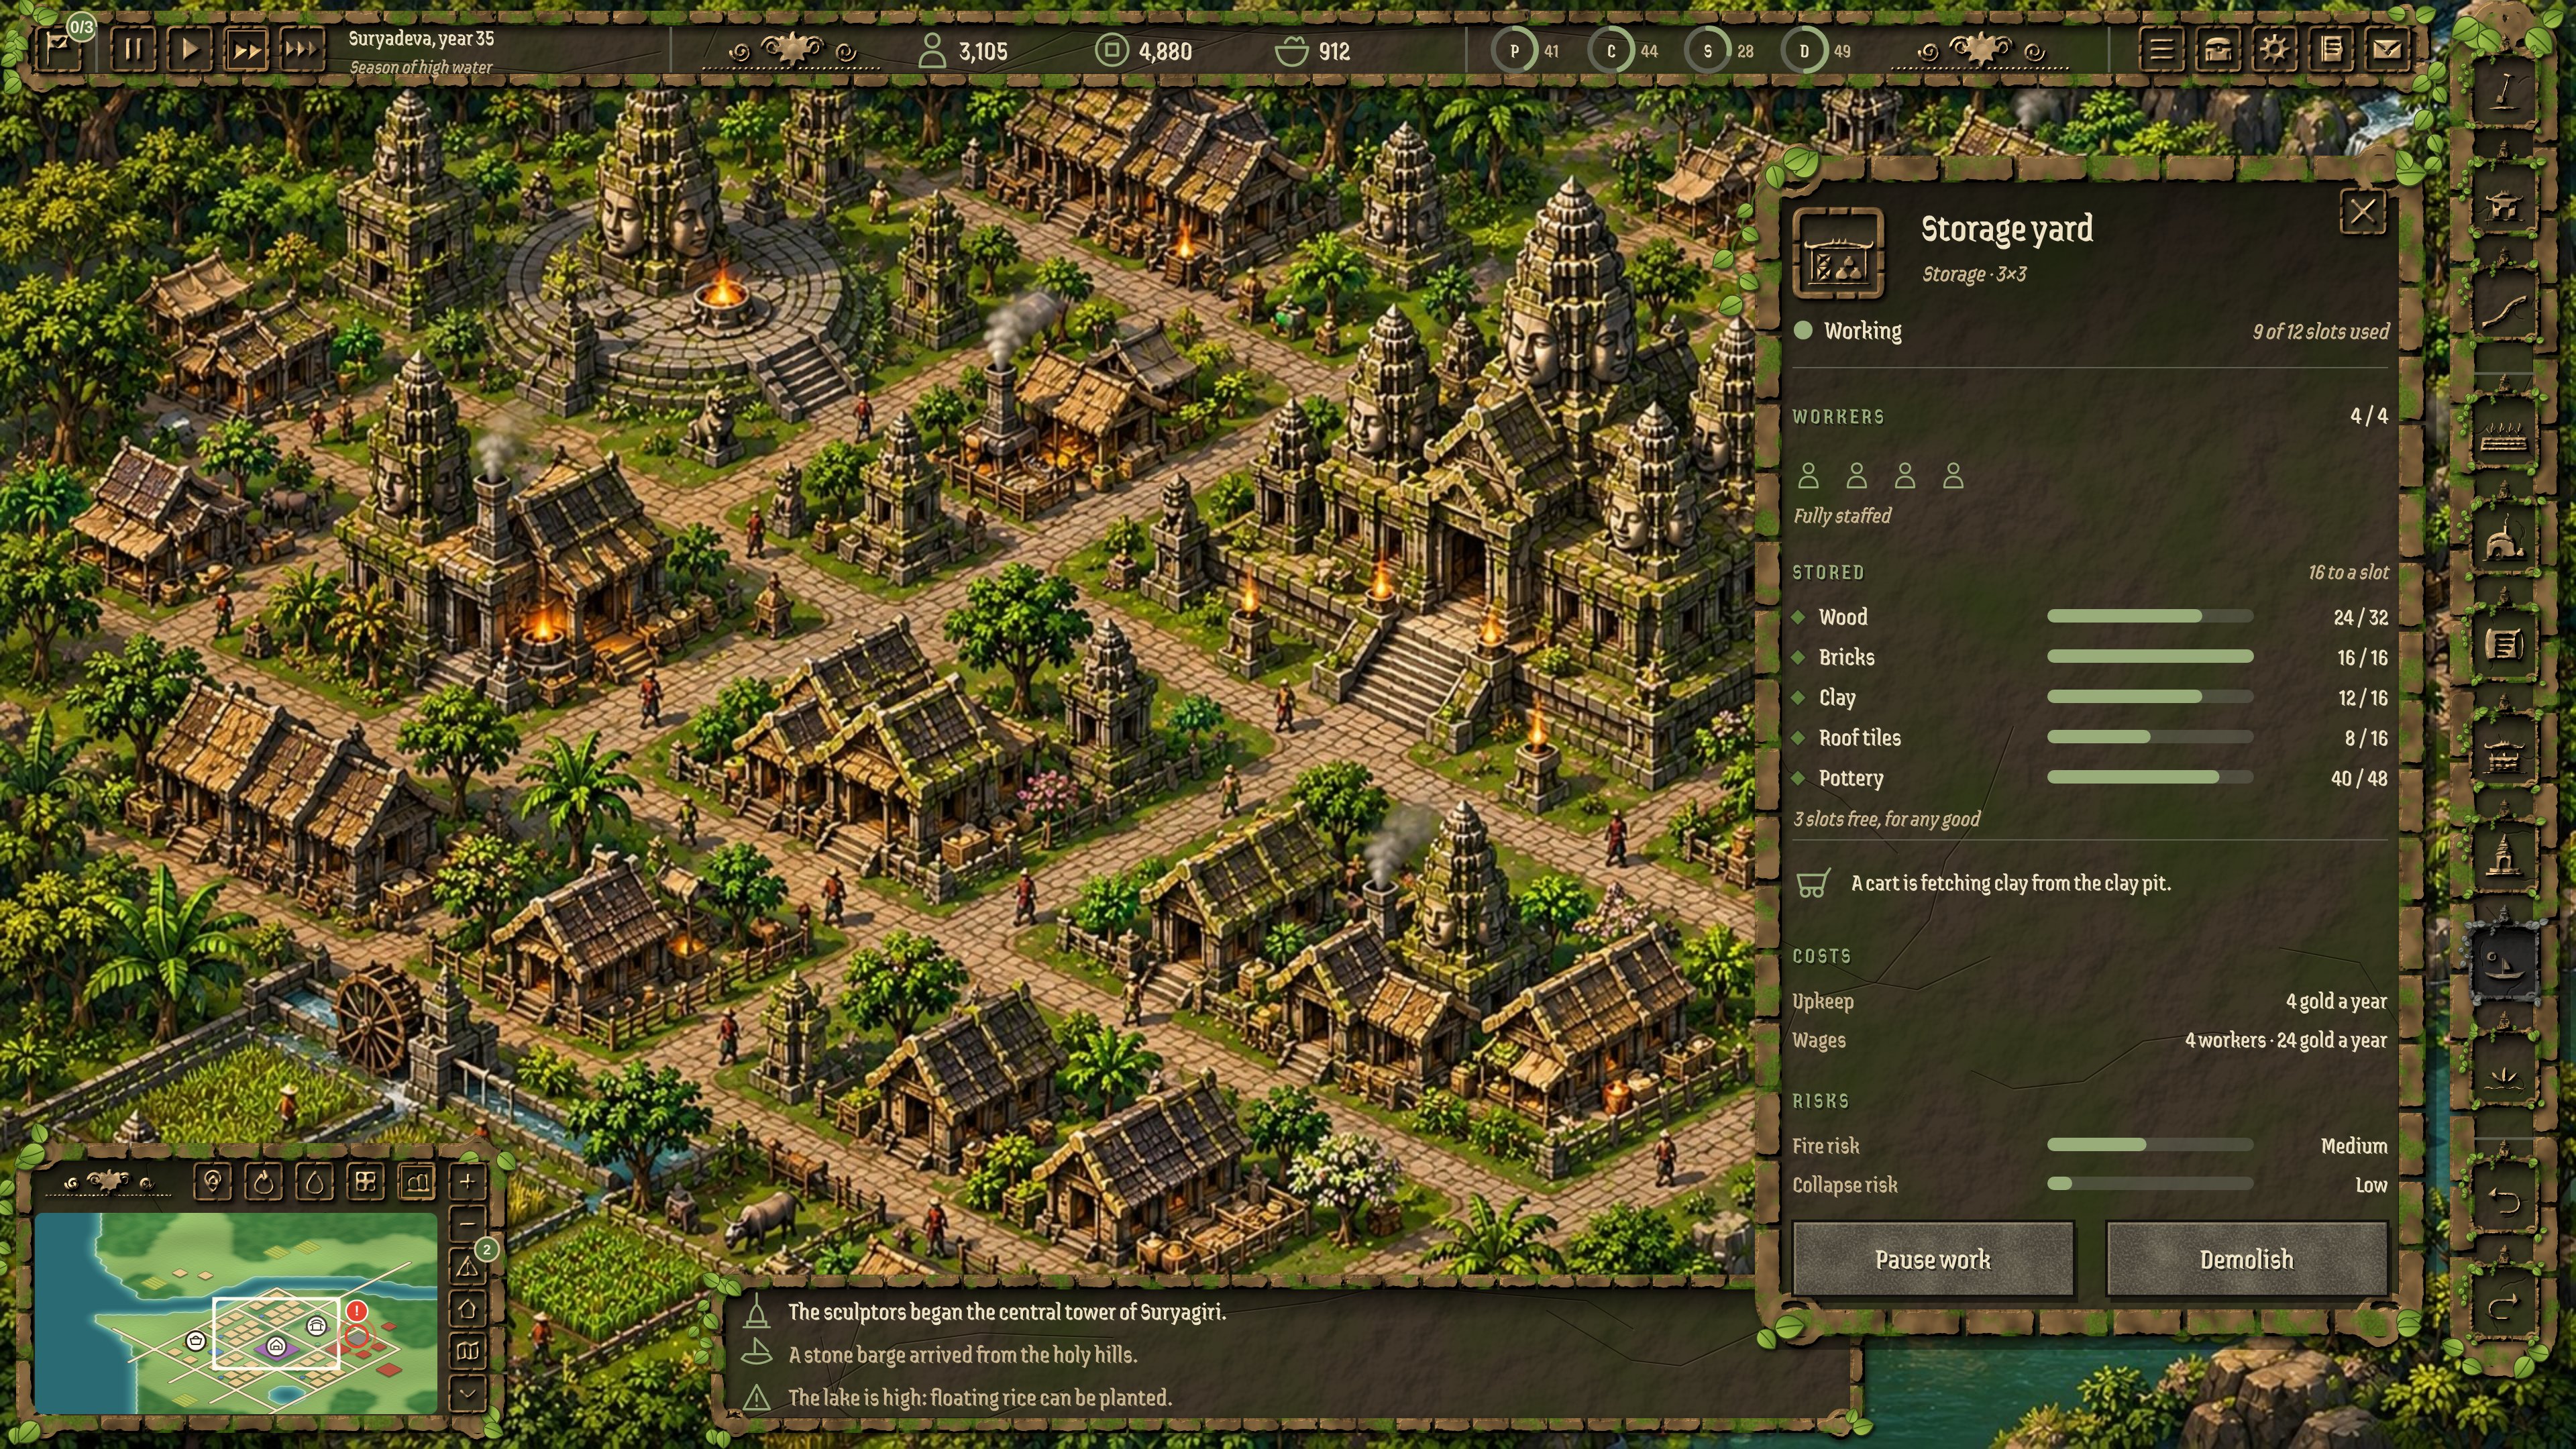 0/3
Suryadeva, year 35
Season of high water
3,105
4,880
912
P 41
C 44
S 28
D 49
Storage yard
Storage · 3×3
Working
9 of 12 slots used
WORKERS
4 / 4
Fully staffed
STORED
16 to a slot
Wood
24 / 32
Bricks
16 / 16
Clay
12 / 16
Roof tiles
8 / 16
Pottery
40 / 48
3 slots free, for any good
A cart is fetching clay from the clay pit.
COSTS
Upkeep
4 gold a year
Wages
4 workers · 24 gold a year
RISKS
Fire risk
Medium
Collapse risk
Low
Pause work
Demolish
2
!
The sculptors began the central tower of Suryagiri.
A stone barge arrived from the holy hills.
The lake is high: floating rice can be planted.